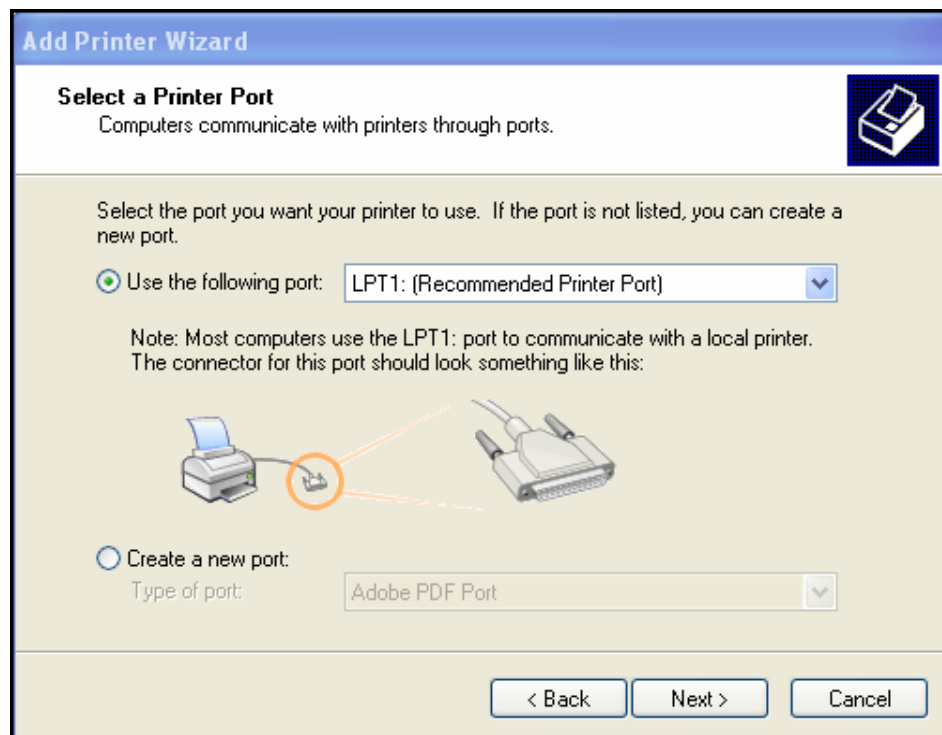 Add Printer Wizard
Select a Printer Port
Computers communicate with printers through ports.
Select the port you want your printer to use.  If the port is not listed, you can create a
new port.
Use the following port: LPT1: (Recommended Printer Port)
Note: Most computers use the LPT1: port to communicate with a local printer.
The connector for this port should look something like this:
Create a new port:
Type of port: Adobe PDF Port
< Back Next > Cancel